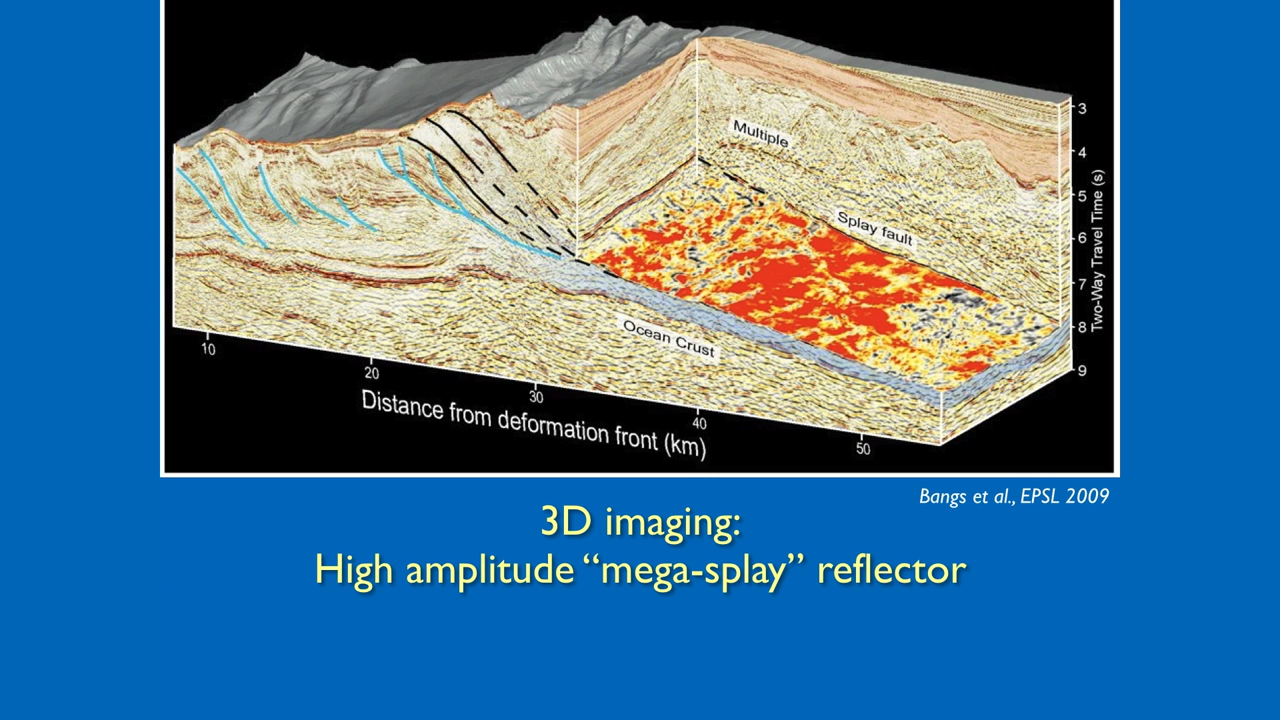 3
Multiple
4
5
Splay fault
6
7
8
9
Two-Way Travel Time (s)
Ocean Crust
10
20
30
40
50
Distance from deformation front (km)
Bangs et al., EPSL 2009
3D imaging:
High amplitude “mega-splay” reflector